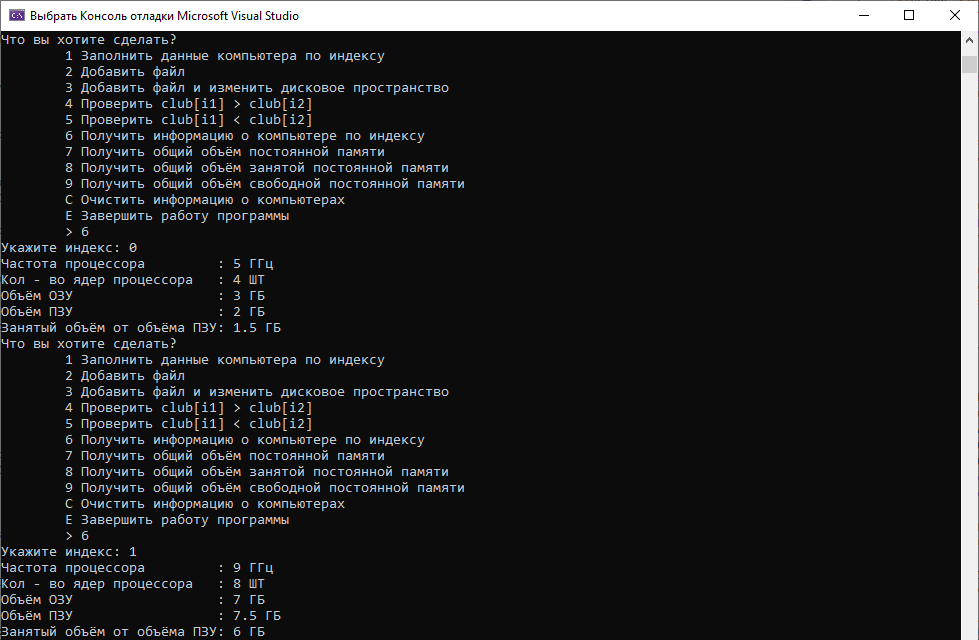 Выбрать Консоль отладки Microsoft Visual Studio
Что вы хотите сделать?
1 Заполнить данные компьютера по индексу
2 Добавить файл
3 Добавить файл и изменить дисковое пространство
4 Проверить club[i1] > club[i2]
5 Проверить club[i1] < club[i2]
6 Получить информацию о компьютере по индексу
7 Получить общий объём постоянной памяти
8 Получить общий объём занятой постоянной памяти
9 Получить общий объём свободной постоянной памяти
C Очистить информацию о компьютерах
E Завершить работу программы
> 6
Укажите индекс: 0
Частота процессора : 5 ГГц
Кол - во ядер процессора : 4 ШТ
Объём ОЗУ : 3 ГБ
Объём ПЗУ : 2 ГБ
Занятый объём от объёма ПЗУ: 1.5 ГБ
Что вы хотите сделать?
1 Заполнить данные компьютера по индексу
2 Добавить файл
3 Добавить файл и изменить дисковое пространство
4 Проверить club[i1] > club[i2]
5 Проверить club[i1] < club[i2]
6 Получить информацию о компьютере по индексу
7 Получить общий объём постоянной памяти
8 Получить общий объём занятой постоянной памяти
9 Получить общий объём свободной постоянной памяти
C Очистить информацию о компьютерах
E Завершить работу программы
> 6
Укажите индекс: 1
Частота процессора : 9 ГГц
Кол - во ядер процессора : 8 ШТ
Объём ОЗУ : 7 ГБ
Объём ПЗУ : 7.5 ГБ
Занятый объём от объёма ПЗУ: 6 ГБ